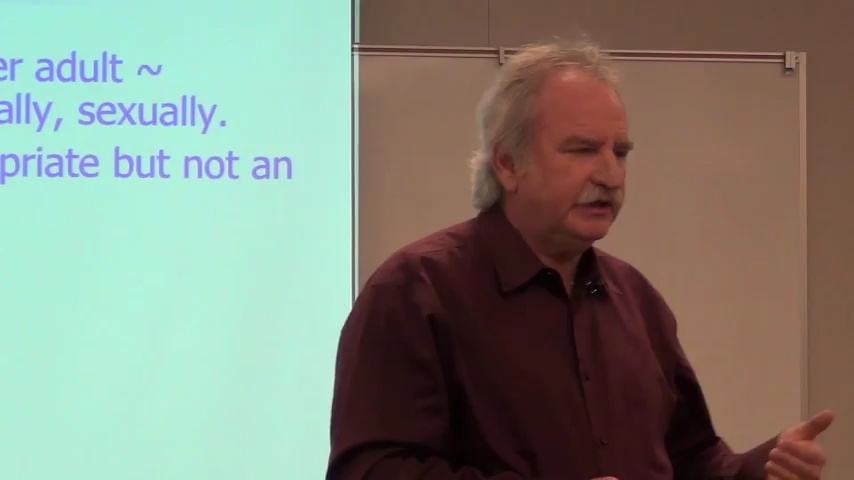 er adult ~
ally, sexually.
priate but not an